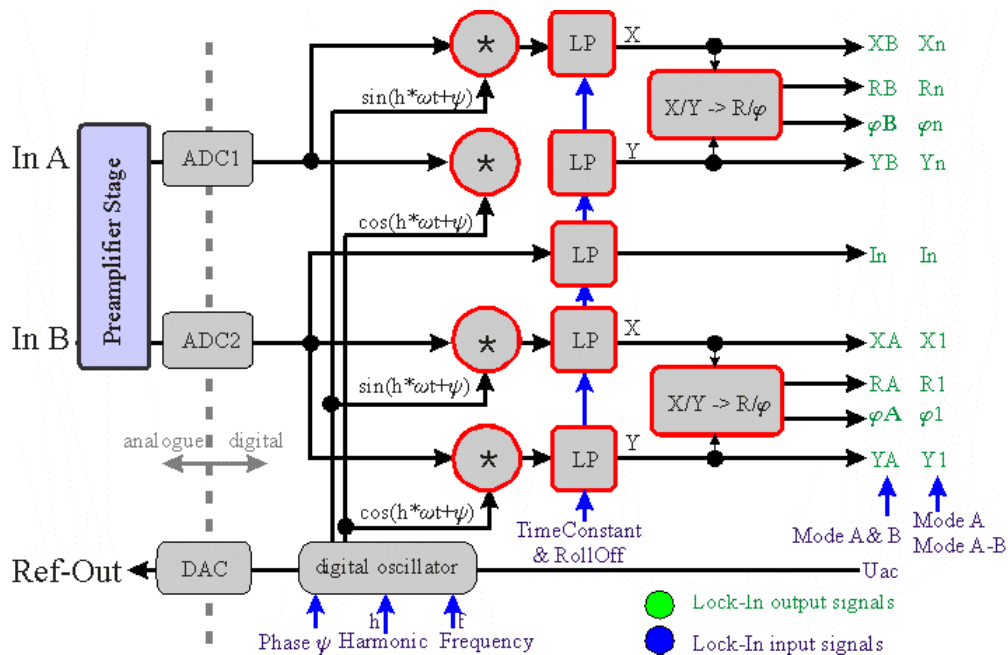 * LP X XB Xn
sin(h*ωt+ψ) X/Y -> R/φ RB Rn
φB φn
In A Preamplifier Stage ADC1 * LP Y YB Yn
cos(h*ωt+ψ)
LP In In
In B ADC2 * LP X XA X1
sin(h*ωt+ψ) X/Y -> R/φ RA R1
φA φ1
analogue digital * LP Y YA Y1
cos(h*ωt+ψ)
TimeConstant
& RollOff
Mode A& B
Mode A
Mode A-B
Ref-Out DAC digital oscillator Uac
h f
Phase ψ Harmonic Frequency
Lock-In output signals
Lock-In input signals